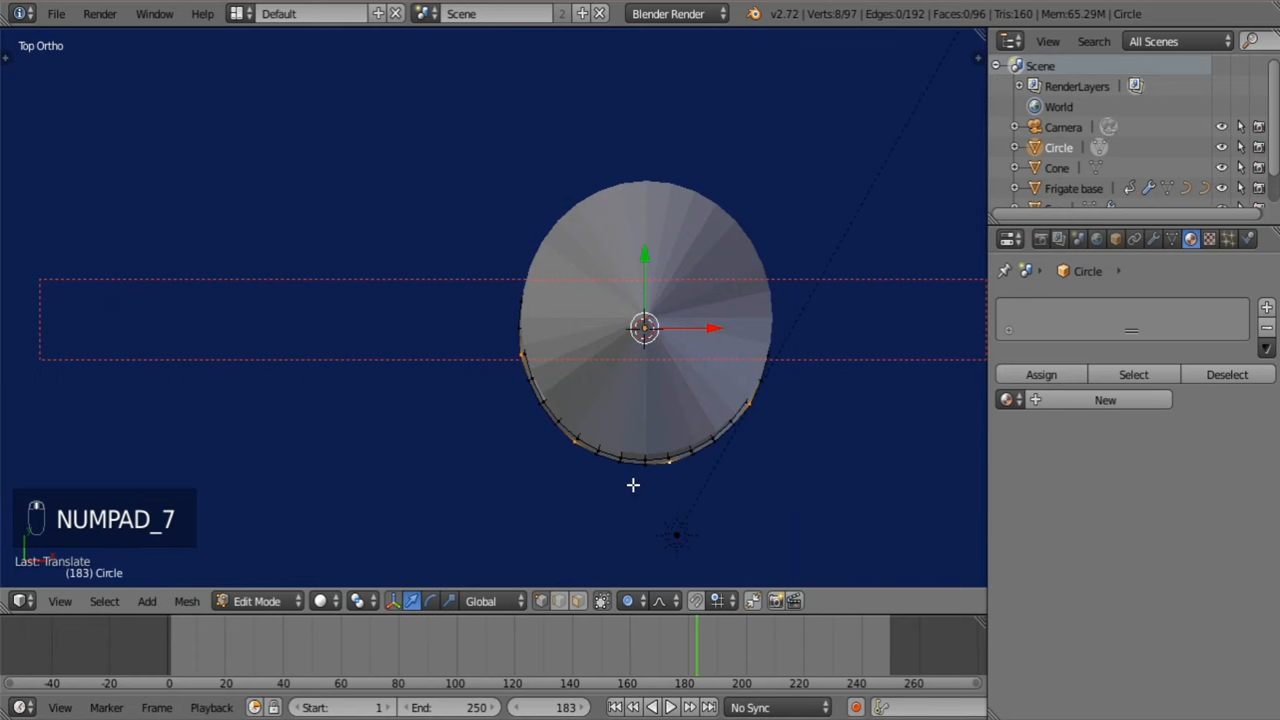 File Render Window Help Default Scene 2 Blender Render v2.72 | Verts:8/97 | Edges:0/192 | Faces:0/96 | Tris:160 | Mem:65.29M | Circle
Top Ortho
View Search All Scenes
Scene
RenderLayers |
World
Camera |
Circle |
Cone |
Frigate base |
Circle
Assign Select Deselect
New
NUMPAD_7
Last: Translate
(183) Circle
View Select Add Mesh Edit Mode Global
-40 -20 0 20 40 60 80 100 120 140 160 180 200 220 240 260
View Marker Frame Playback Start: 1 End: 250 183 No Sync